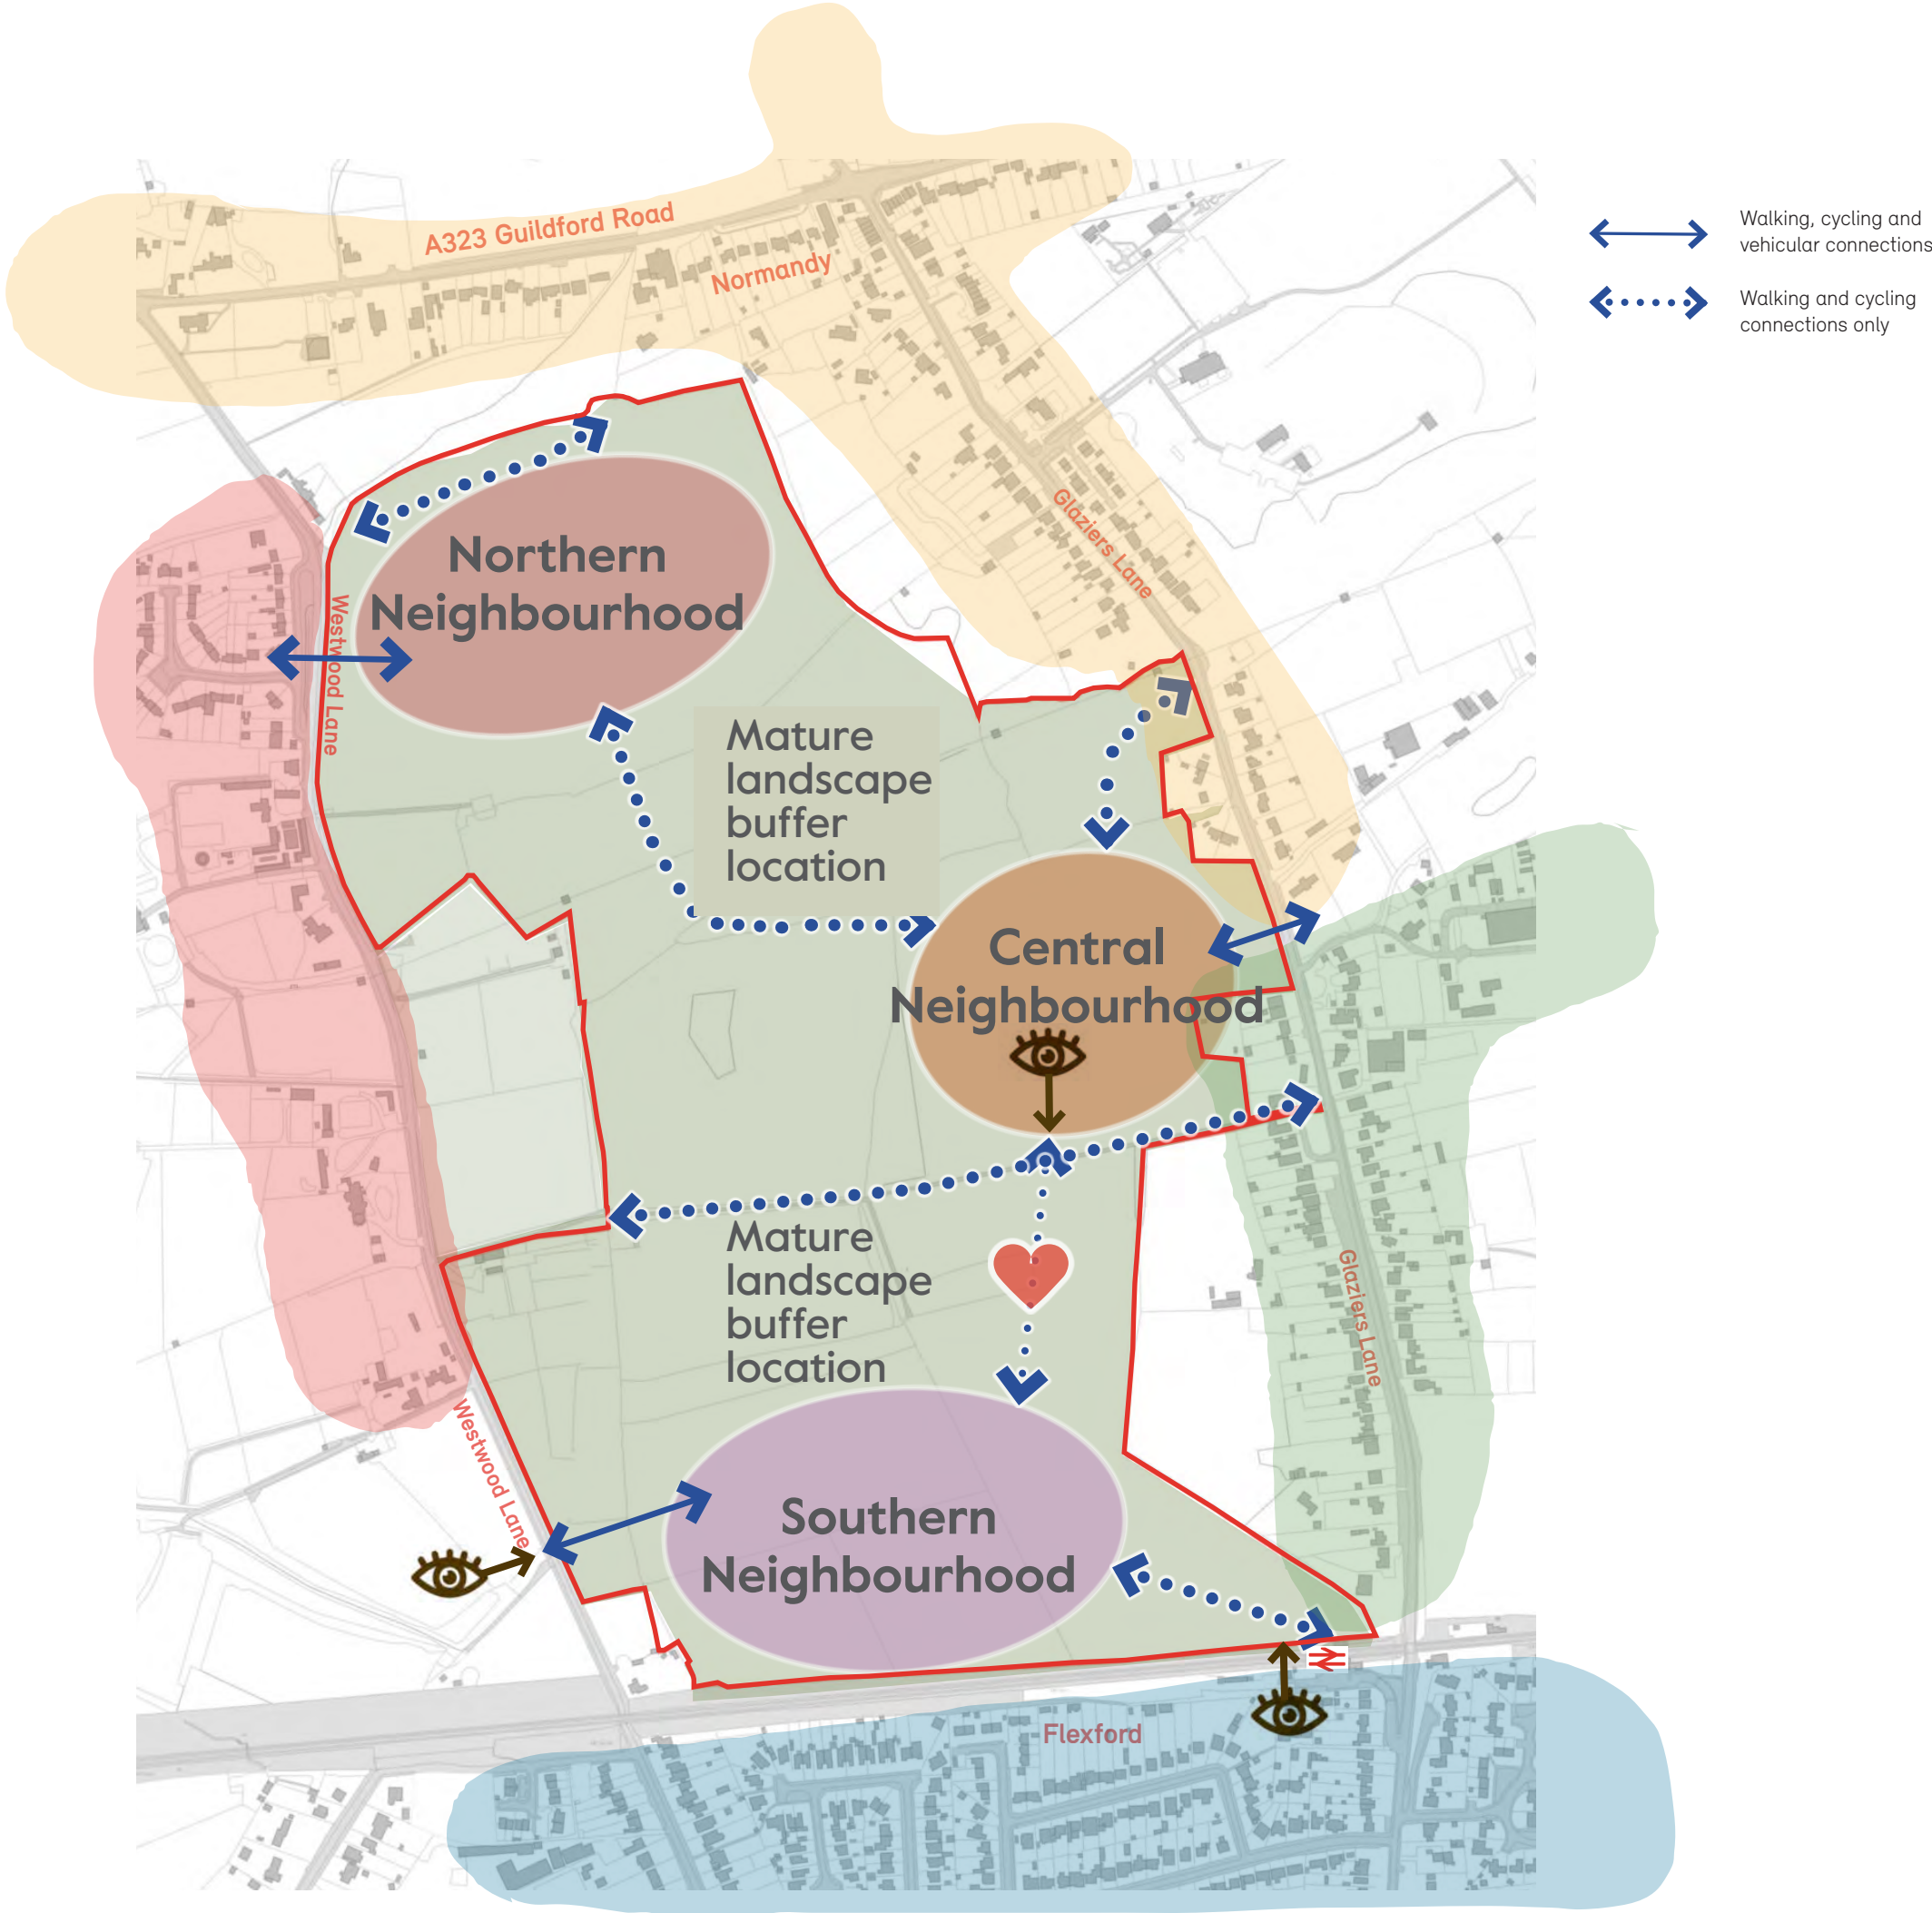 Walking, cycling and
vehicular connections
Walking and cycling
connections only
A323 Guildford Road
Normandy
Glaziers Lane
Northern
Neighbourhood
Westwood Lane
Mature
landscape
buffer
location
Central
Neighbourhood
Mature
landscape
buffer
location
Glaziers Lane
Westwood Lane
Southern
Neighbourhood
Flexford